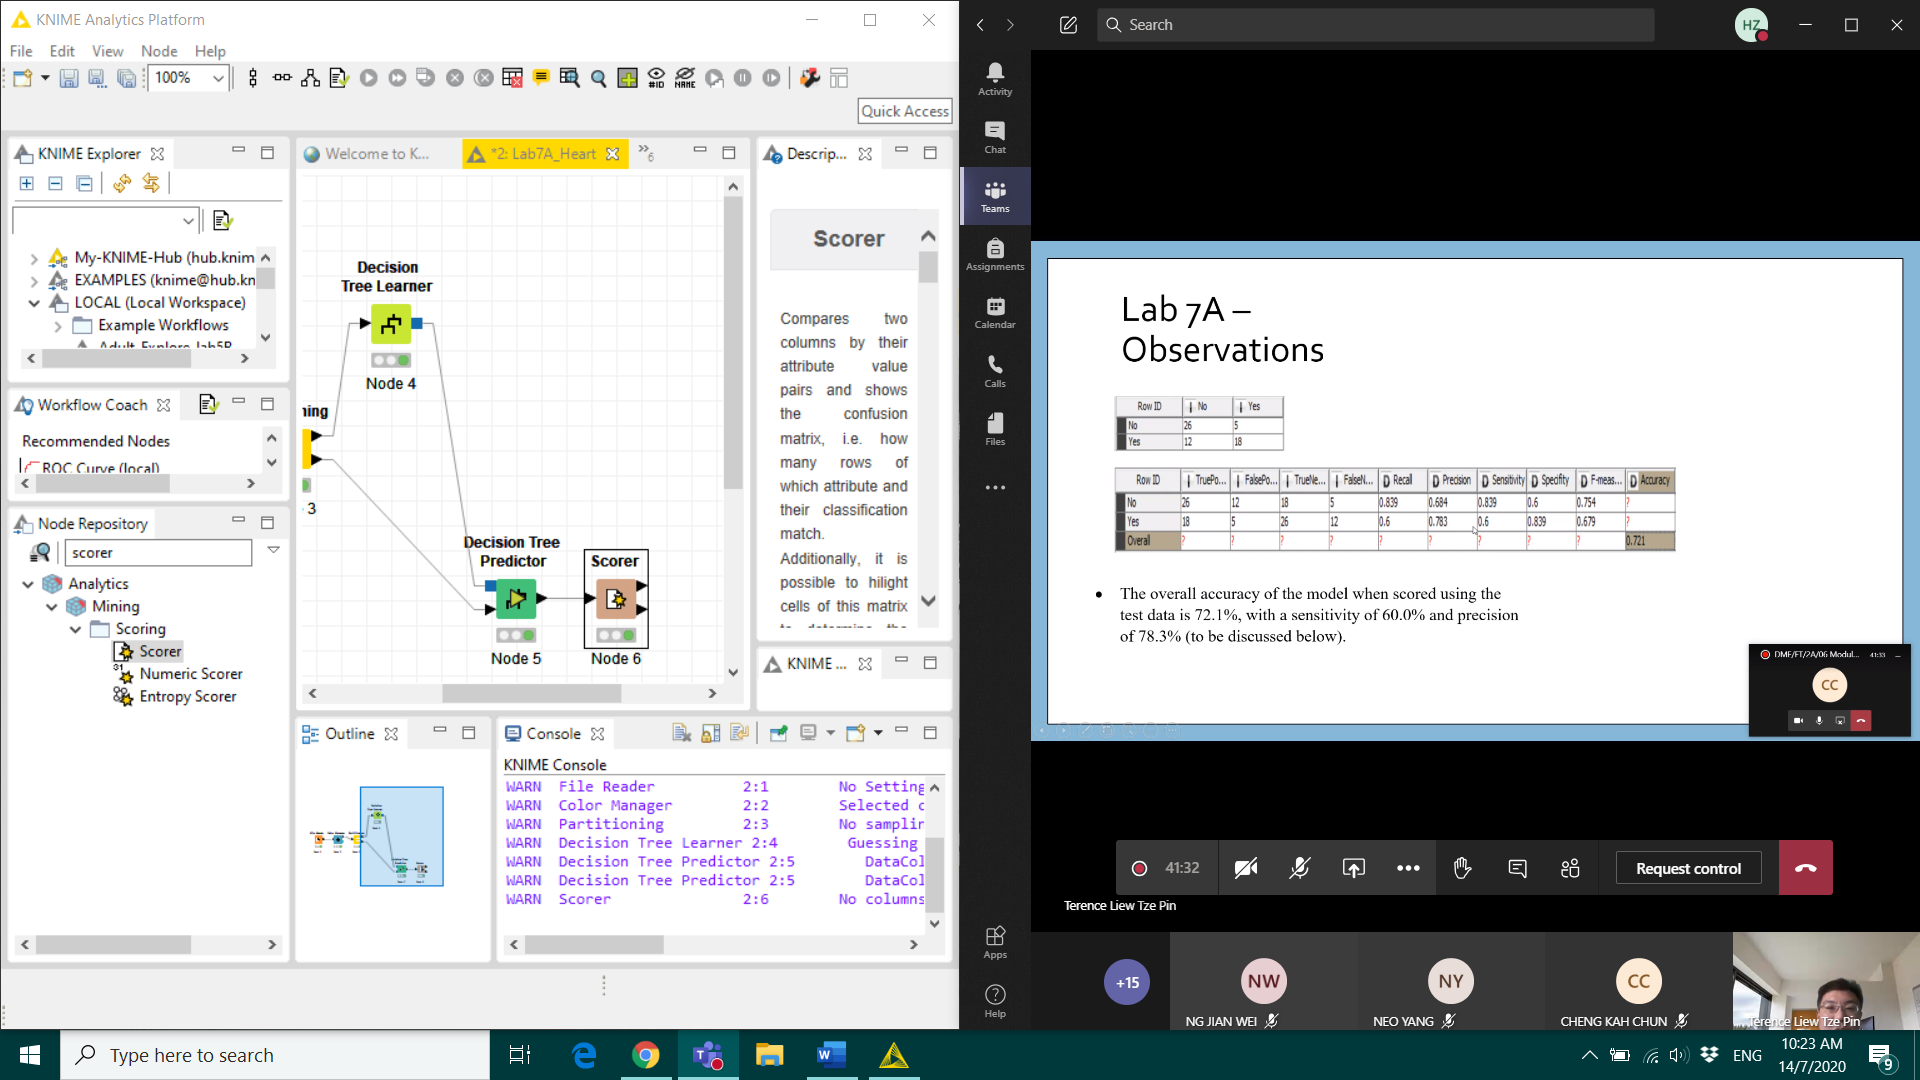 KNIME Analytics Platform
File Edit View Node Help
100%
Quick Access
KNIME Explorer
My-KNIME-Hub (hub.knim
EXAMPLES (knime@hub.kn
LOCAL (Local Workspace)
Example Workflows
Adult_Explore_lab5B
Workflow Coach
Recommended Nodes
ROC Curve (local)
Node Repository
scorer
Analytics
Mining
Scoring
Scorer
Numeric Scorer
Entropy Scorer
Welcome to K...
*2: Lab7A_Heart
6
Decision
Tree Learner
Node 4
ning
3
Decision Tree
Predictor
Node 5
Scorer
Node 6
Descrip...
Scorer
Compares two
columns by their
attribute value
pairs and shows
the confusion
matrix, i.e. how
many rows of
which attribute and
their classification
match.
Additionally, it is
possible to hilight
cells of this matrix
to determine the
KNIME ...
Outline
Console
KNIME Console
WARN File Reader 2:1 No Setting
WARN Color Manager 2:2 Selected c
WARN Partitioning 2:3 No samplin
WARN Decision Tree Learner 2:4 Guessing
WARN Decision Tree Predictor 2:5 DataCol
WARN Decision Tree Predictor 2:5 DataCol
WARN Scorer 2:6 No columns
Search
HZ
Activity
Chat
Teams
Assignments
Calendar
Calls
Files
Apps
Help
Lab 7A –
Observations
Row ID No Yes
No 26 5
Yes 12 18
Row ID TruePo... FalsePo... TrueNe... FalseN... Recall Precision Sensitivity Specifity F-meas... Accuracy
No 26 12 18 5 0.839 0.684 0.839 0.6 0.754 ?
Yes 18 5 26 12 0.6 0.783 0.6 0.839 0.679 ?
Overall ? ? ? ? ? ? ? ? ? 0.721
• The overall accuracy of the model when scored using the
test data is 72.1%, with a sensitivity of 60.0% and precision
of 78.3% (to be discussed below).
DME/FT/2A/06 Modul... 41:33
CC
41:32
Request control
Terence Liew Tze Pin
+15
NW
NG JIAN WEI
NY
NEO YANG
CC
CHENG KAH CHUN
Terence Liew Tze Pin
Type here to search
ENG
10:23 AM
14/7/2020
9